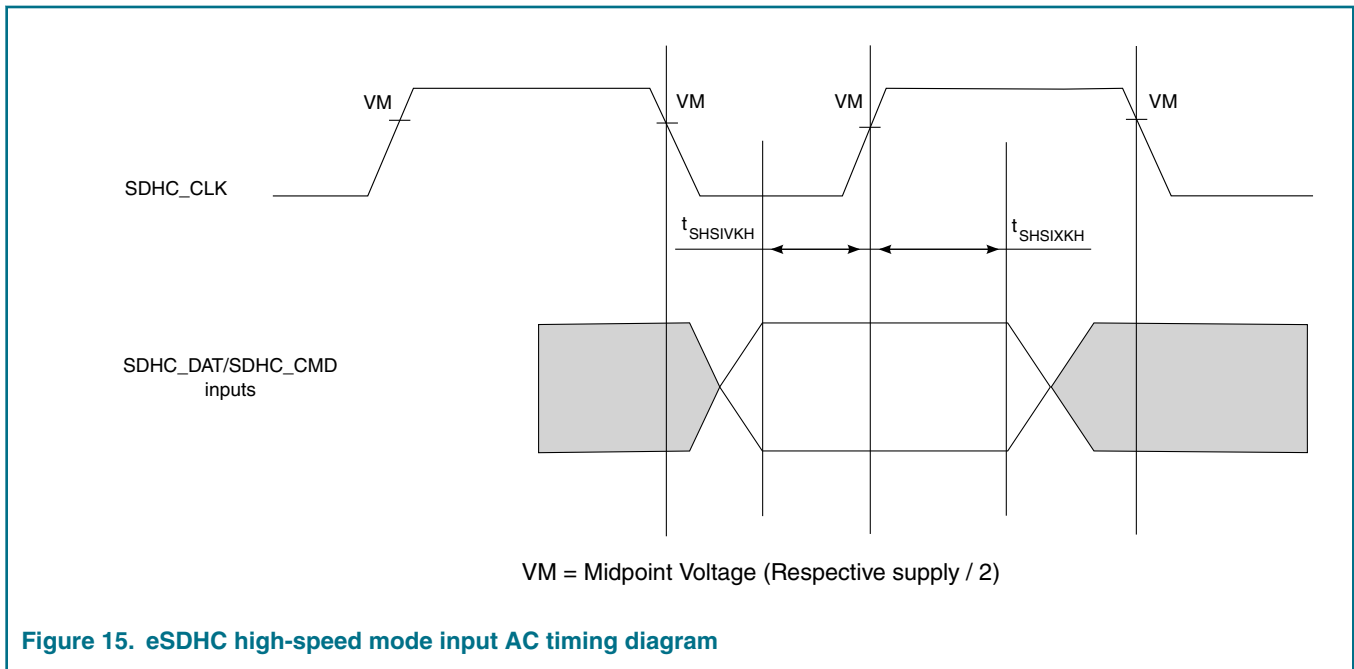 VM
VM
VM
VM
SDHC_CLK
tSHSIVKH
tSHSIXKH
SDHC_DAT/SDHC_CMD
inputs
VM = Midpoint Voltage (Respective supply / 2)
Figure 15. eSDHC high-speed mode input AC timing diagram